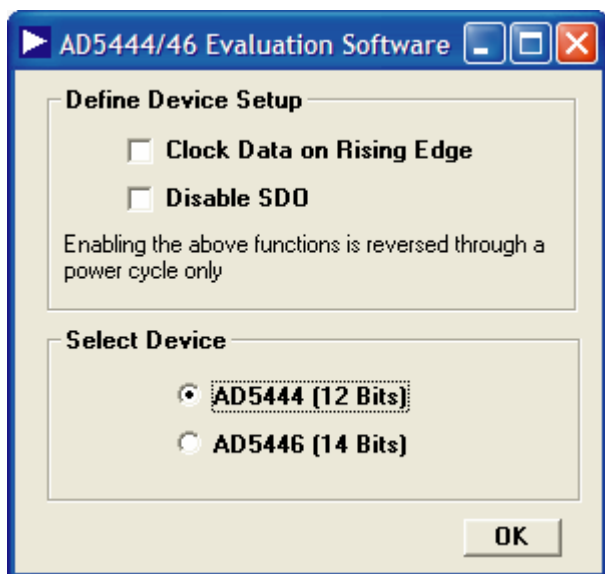 AD5444/46 Evaluation Software
Define Device Setup
Clock Data on Rising Edge
Disable SDO
Enabling the above functions is reversed through a
power cycle only
Select Device
AD5444 (12 Bits)
AD5446 (14 Bits)
OK